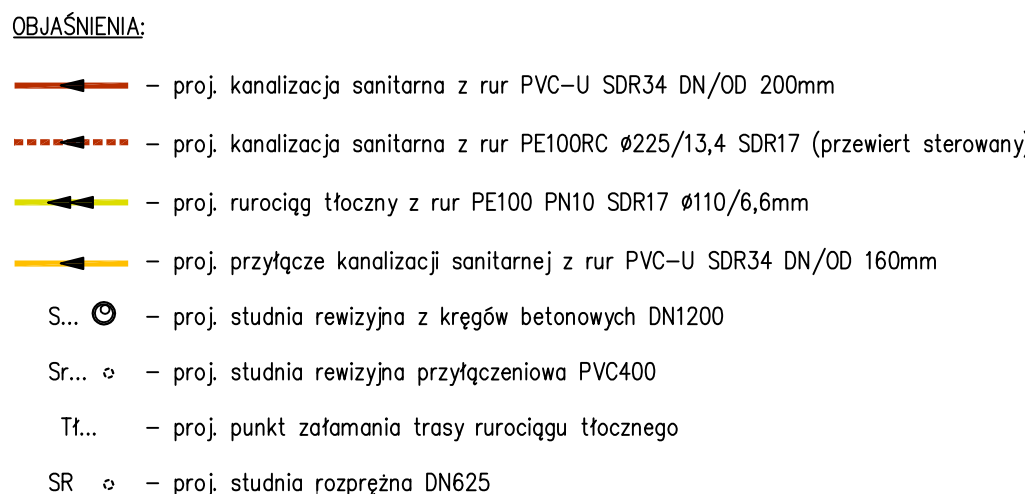 OBJAŚNIENIA:
– proj. kanalizacja sanitarna z rur PVC–U SDR34 DN/OD 200mm
– proj. kanalizacja sanitarna z rur PE100RC ø225/13,4 SDR17 (przewiert sterowany)
– proj. rurociąg tłoczny z rur PE100 PN10 SDR17 ø110/6,6mm
– proj. przyłącze kanalizacji sanitarnej z rur PVC–U SDR34 DN/OD 160mm
S... – proj. studnia rewizyjna z kręgów betonowych DN1200
Sr... – proj. studnia rewizyjna przyłączeniowa PVC400
Tł... – proj. punkt załamania trasy rurociągu tłocznego
SR – proj. studnia rozprężna DN625